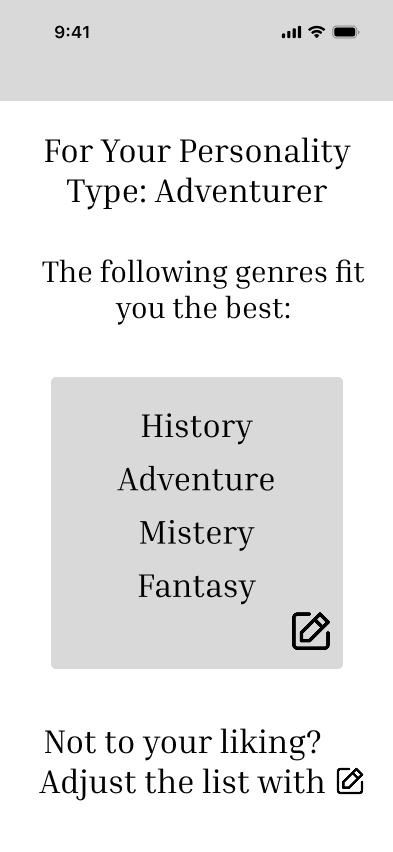 9:41
For Your Personality
Type: Adventurer
The following genres fit
you the best:
History
Adventure
Mistery
Fantasy
Not to your liking?
Adjust the list with